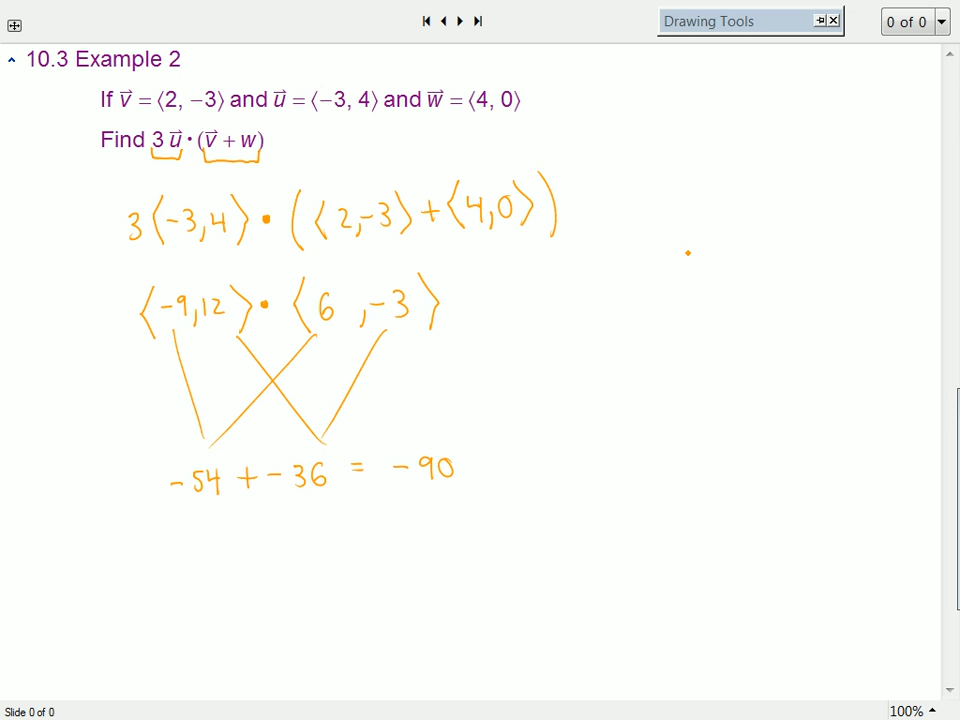 Drawing Tools
0 of 0
10.3 Example 2
If v⃗ = ⟨2, −3⟩ and u⃗ = ⟨−3, 4⟩ and w⃗ = ⟨4, 0⟩
Find 3 u⃗ · (v⃗ + w⃗)
3⟨-3,4⟩ • (⟨2,-3⟩+⟨4,0⟩)
⟨-9,12⟩ • ⟨6 ,-3⟩
-54 + -36 = -90
Slide 0 of 0
100%